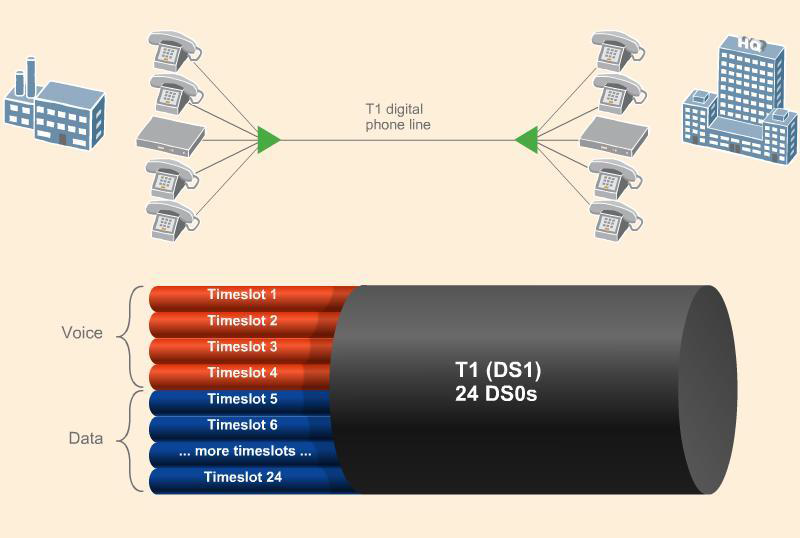 HQ
T1 digital
phone line
Voice
Timeslot 1
Timeslot 2
Timeslot 3
Timeslot 4
Data
Timeslot 5
Timeslot 6
... more timeslots ...
Timeslot 24
T1 (DS1)
24 DS0s